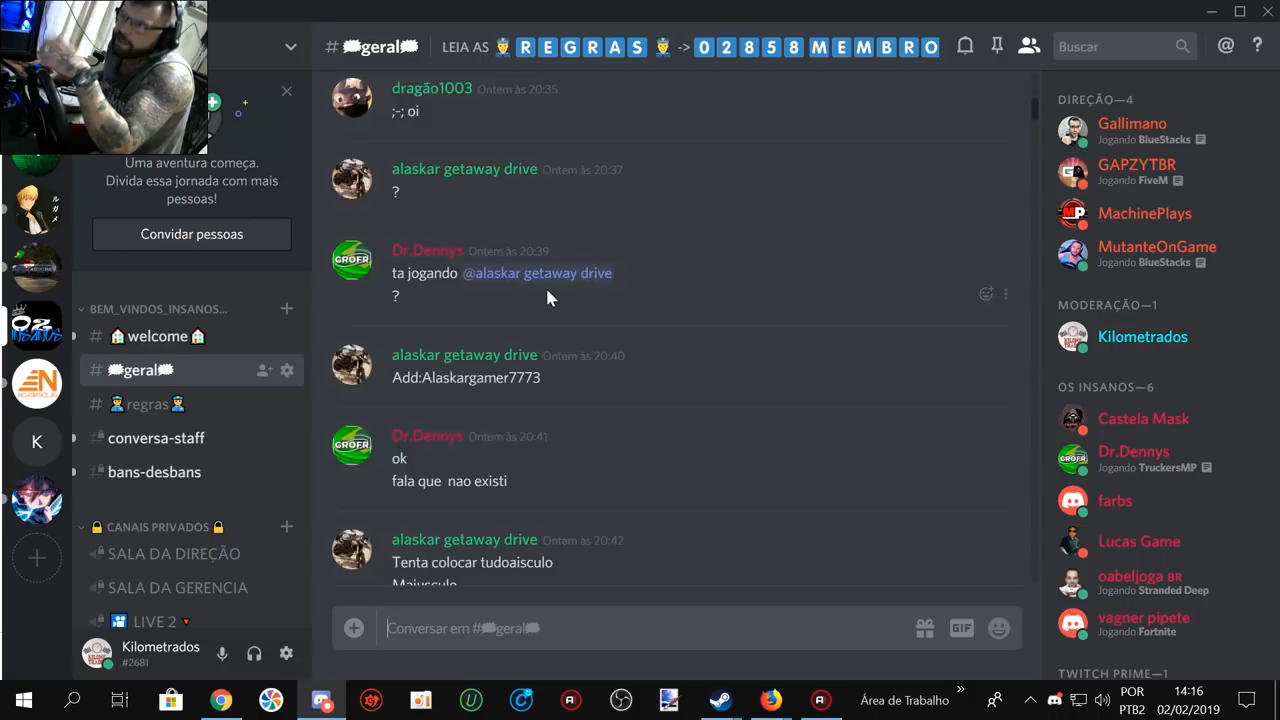 # 💭geral💭 LEIA AS 👮 REGRAS 👮 -> 02858 MEMBRO
Buscar
Uma aventura começa.
Divida essa jornada com mais
pessoas!
Convidar pessoas
BEM_VINDOS_INSANOS...
# 🏠welcome🏠
# 💭geral💭
# 👮regras👮
conversa-staff
bans-desbans
🔒 CANAIS PRIVADOS 🔒
SALA DA DIREÇÃO
SALA DA GERENCIA
🎦 LIVE 2 🔻
Kilometrados
#2681
OZ
INSANOS
K
dragão1003 Ontem às 20:35
;-; oi
alaskar getaway drive Ontem às 20:37
?
Dr.Dennys Ontem às 20:39
ta jogando @alaskar getaway drive
?
alaskar getaway drive Ontem às 20:40
Add:Alaskargamer7773
Dr.Dennys Ontem às 20:41
ok
fala que nao existi
alaskar getaway drive Ontem às 20:42
Tenta colocar tudoaisculo
Maiusculo
GROFR
GROFR
Conversar em #💭geral💭
GIF
DIREÇÃO—4
Gallimano
Jogando BlueStacks
GAPZYTBR
Jogando FiveM
MachinePlays
MutanteOnGame
Jogando BlueStacks
MODERAÇÃO—1
Kilometrados
OS INSANOS—6
Castela Mask
Dr.Dennys
Jogando TruckersMP
farbs
Lucas Game
oabeljoga BR
Jogando Stranded Deep
vagner pipete
Jogando Fortnite
TWITCH PRIME—1
Área de Trabalho
POR
PTB2
14:16
02/02/2019